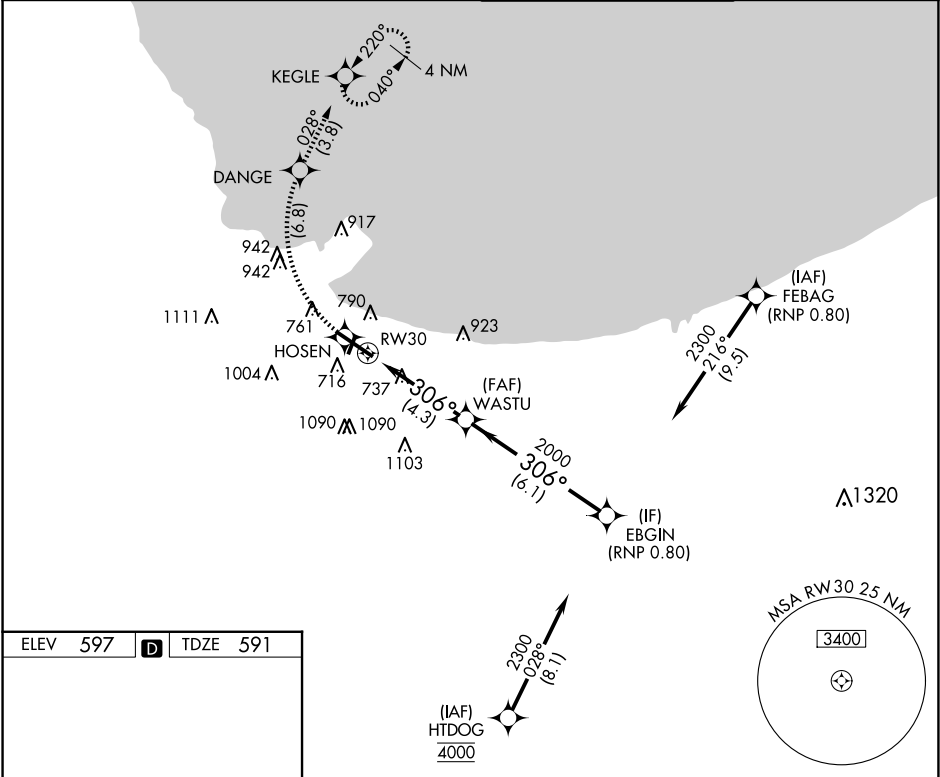 220°
040°
4 NM
KEGLE
028°
(3.8)
DANGE
(6.8)
917
942
942
1111
761
790
923
RW30
HOSEN
1004
716
737
306°
(4.3)
(FAF)
WASTU
1090
1090
1103
2000
306°
(6.1)
(IAF)
FEBAG
(RNP 0.80)
2300
216°
(9.5)
(IF)
EBGIN
(RNP 0.80)
1320
2300
028°
(8.1)
(IAF)
HTDOG
4000
MSA RW30 25 NM
3400
ELEV 597 D TDZE 591